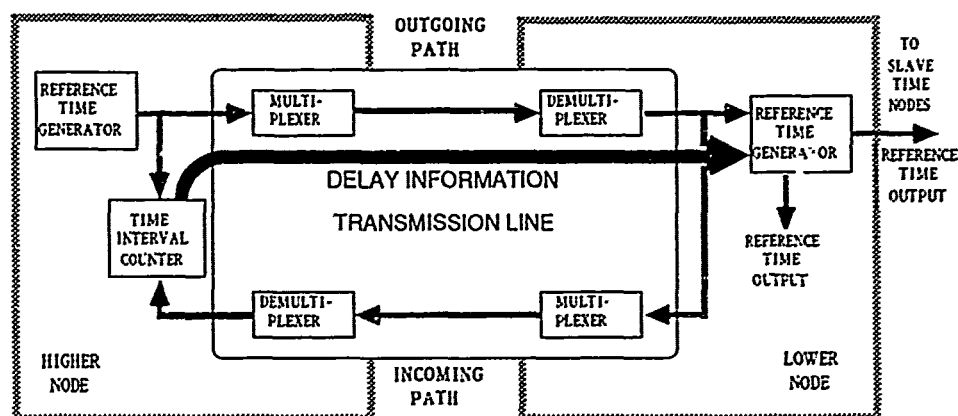 OUTGOING
PATH
TO
SLAVE
TIME
NODES
REFERENCE
TIME
GENERATOR
MULTI-
PLEXER
DEMULTI-
PLEXER
REFERENCE
TIME
GENERATOR
REFERENCE
TIME
OUTPUT
DELAY INFORMATION
TRANSMISSION LINE
TIME
INTERVAL
COUNTER
REFERENCE
TIME
OUTPUT
DEMULTI-
PLEXER
MULTI-
PLEXER
HIGHER
NODE
INCOMING
PATH
LOWER
NODE